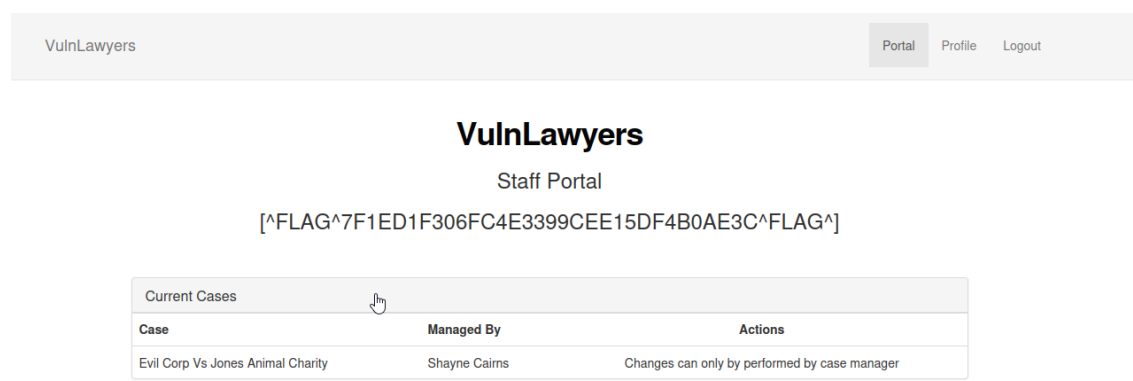 VulnLawyers Portal Profile Logout
VulnLawyers
Staff Portal
[^FLAG^7F1ED1F306FC4E3399CEE15DF4B0AE3C^FLAG^]
Current Cases
Case Managed By Actions
Evil Corp Vs Jones Animal Charity Shayne Cairns Changes can only by performed by case manager